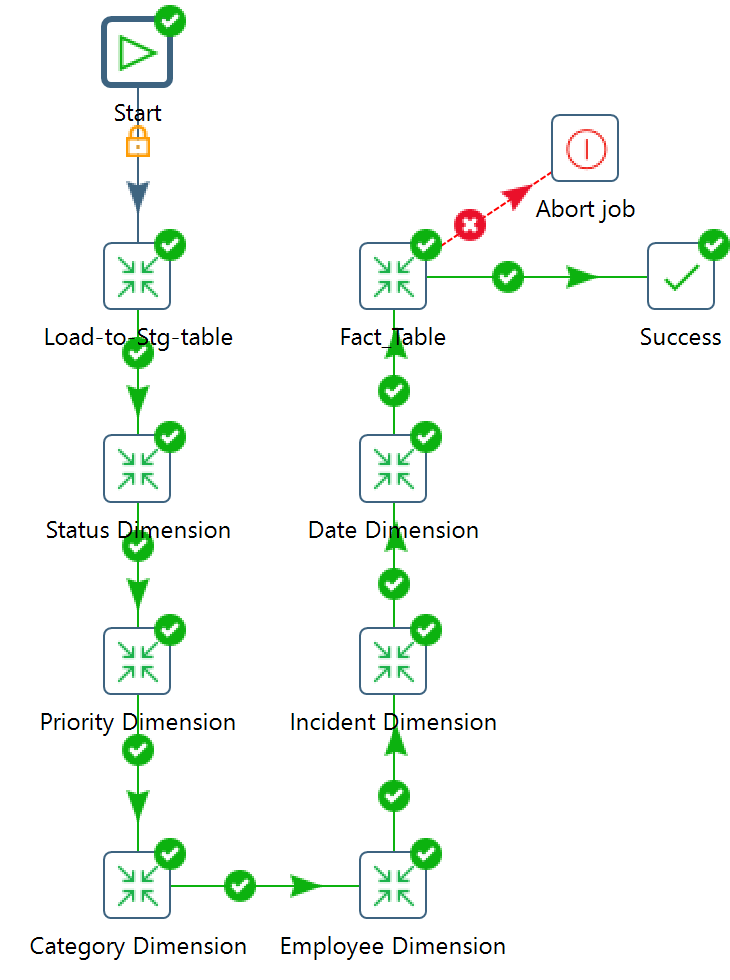 Start
Abort job
Load-to-Stg-table
Fact_Table
Success
Status Dimension
Date Dimension
Priority Dimension
Incident Dimension
Category Dimension
Employee Dimension